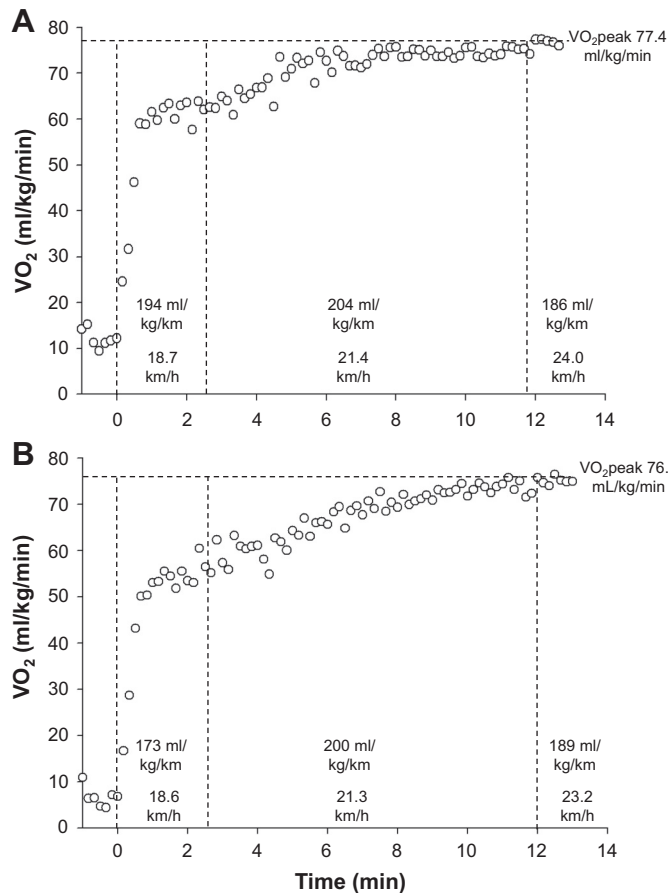 A
80
70
60
50
40
30
20
10
0
VO₂ (ml/kg/min)
VO₂peak 77.4
ml/kg/min
194 ml/
kg/km
18.7
km/h
204 ml/
kg/km
21.4
km/h
186 ml/
kg/km
24.0
km/h
0 2 4 6 8 10 12 14
B
80
70
60
50
40
30
20
10
0
VO₂ (ml/kg/min)
VO₂peak 76.
mL/kg/min
173 ml/
kg/km
18.6
km/h
200 ml/
kg/km
21.3
km/h
189 ml/
kg/km
23.2
km/h
0 2 4 6 8 10 12 14
Time (min)